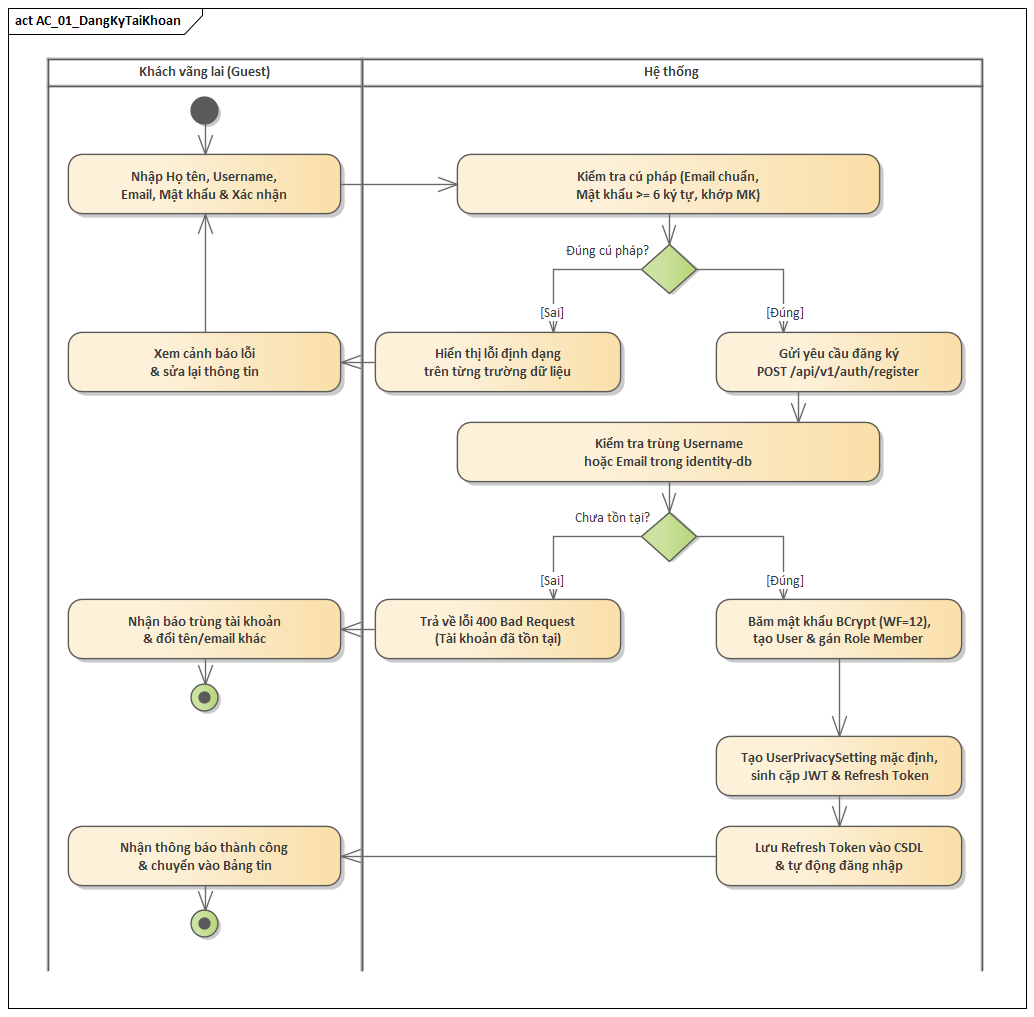 act AC_01_DangKyTaiKhoan
Khách vãng lai (Guest)
Hệ thống
Nhập Họ tên, Username,
Email, Mật khẩu & Xác nhận
Kiểm tra cú pháp (Email chuẩn,
Mật khẩu >= 6 ký tự, khớp MK)
Đúng cú pháp?
[Sai]
[Đúng]
Xem cảnh báo lỗi
& sửa lại thông tin
Hiển thị lỗi định dạng
trên từng trường dữ liệu
Gửi yêu cầu đăng ký
POST /api/v1/auth/register
Kiểm tra trùng Username
hoặc Email trong identity-db
Chưa tồn tại?
[Sai]
[Đúng]
Nhận báo trùng tài khoản
& đổi tên/email khác
Trả về lỗi 400 Bad Request
(Tài khoản đã tồn tại)
Băm mật khẩu BCrypt (WF=12),
tạo User & gán Role Member
Tạo UserPrivacySetting mặc định,
sinh cặp JWT & Refresh Token
Nhận thông báo thành công
& chuyển vào Bảng tin
Lưu Refresh Token vào CSDL
& tự động đăng nhập